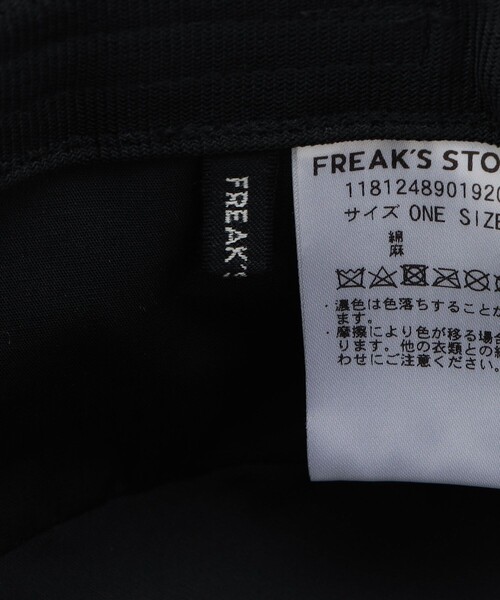 FREAK'S
FREAK'S STO
1181248901920
サイズ ONE SIZE
綿
麻
・濃色は色落ちすることが
ます。
・摩擦により色が移る場合
ります。他の衣類との組
わせにご注意ください。